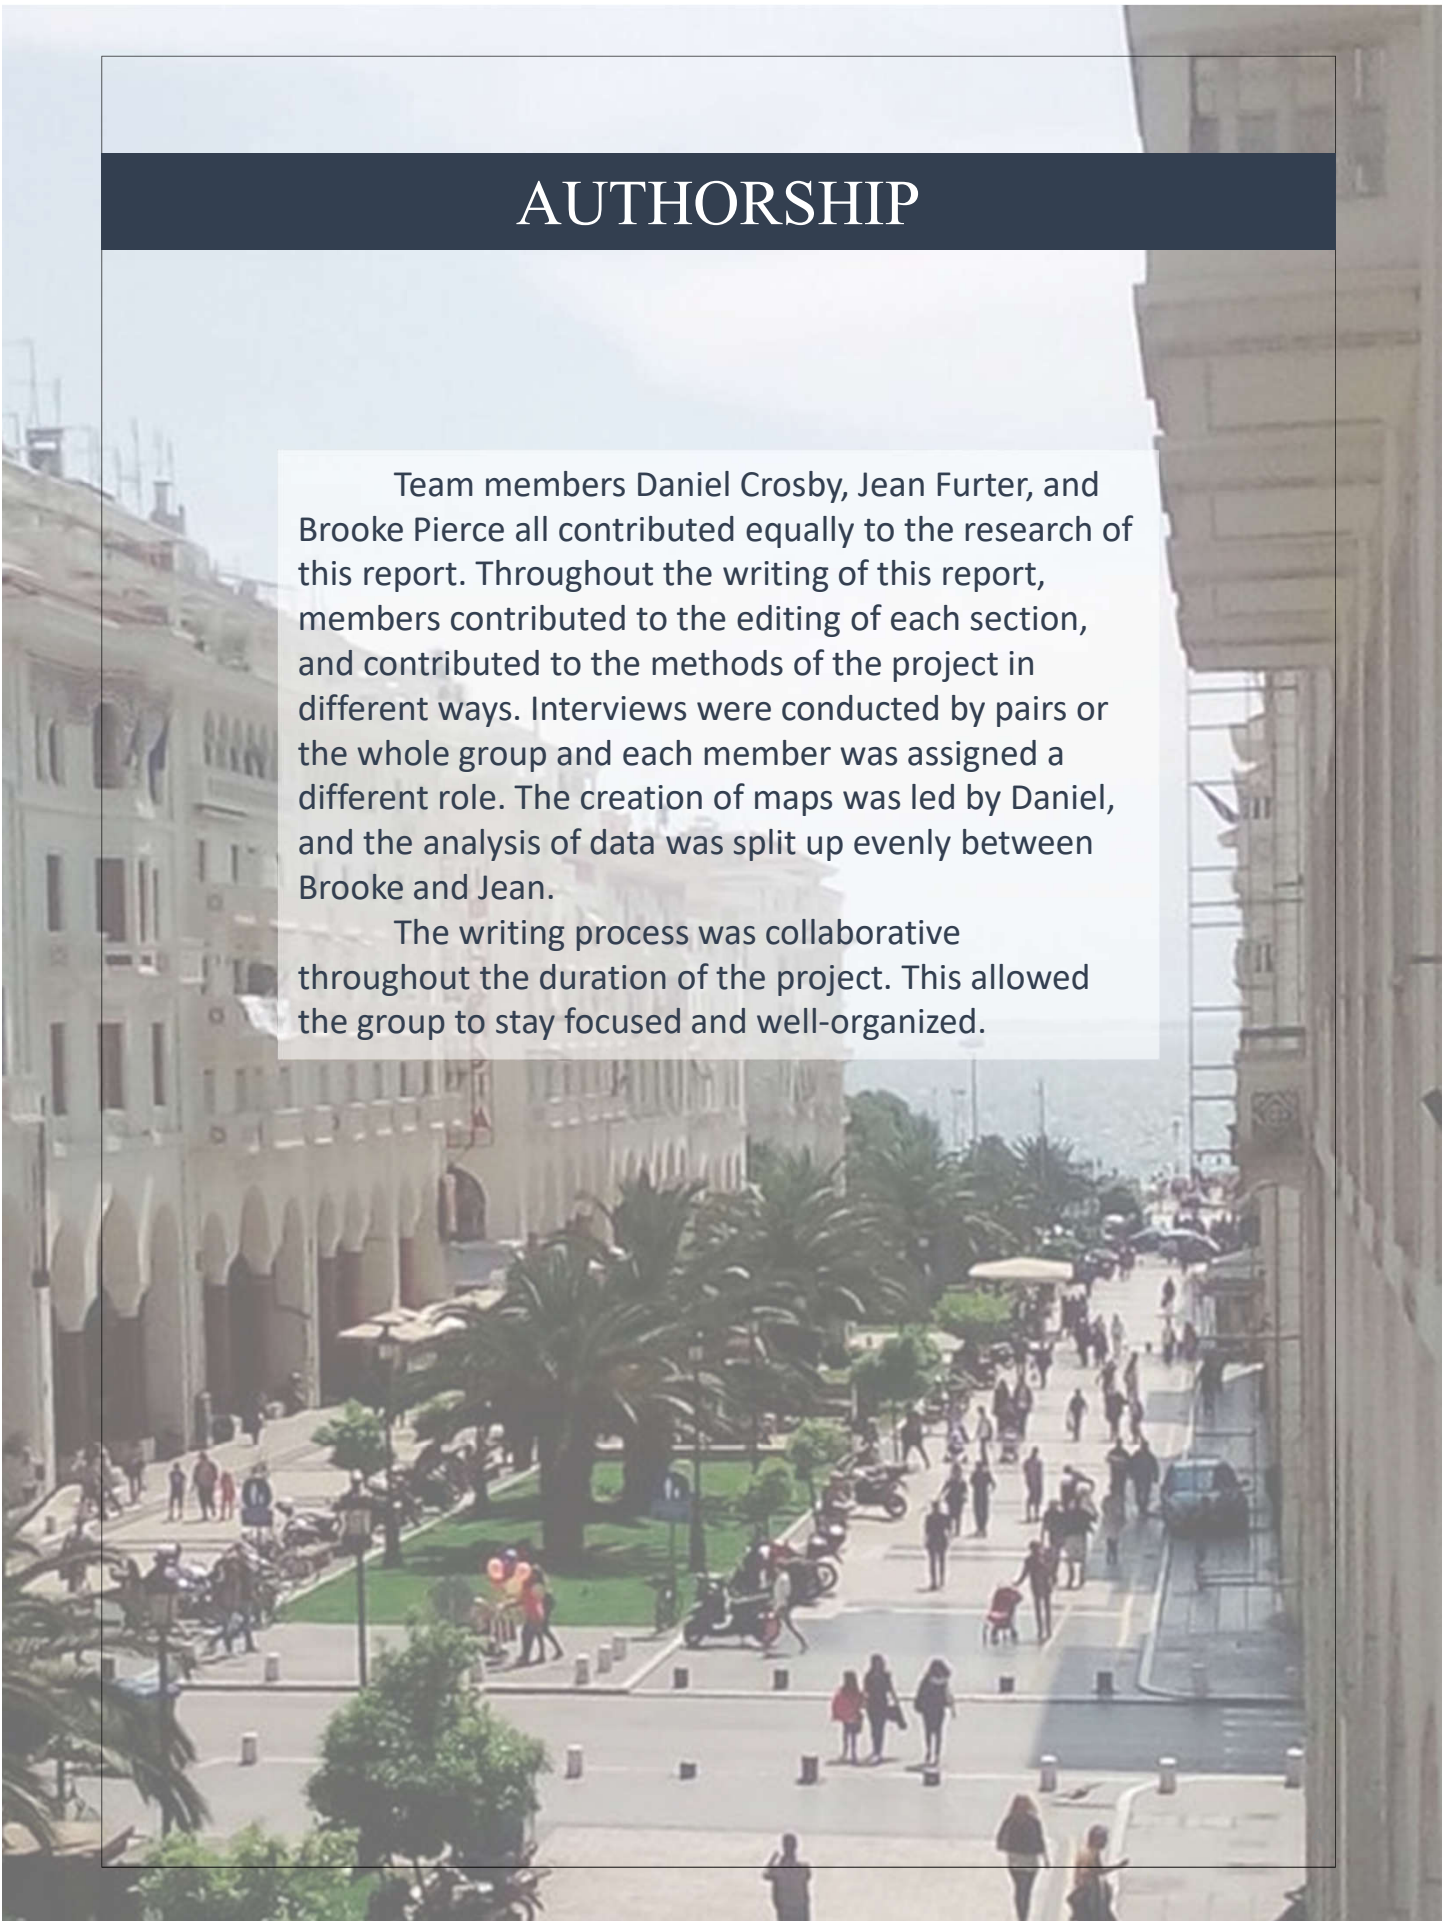 AUTHORSHIP
Team members Daniel Crosby, Jean Furter, and
Brooke Pierce all contributed equally to the research of
this report. Throughout the writing of this report,
members contributed to the editing of each section,
and contributed to the methods of the project in
different ways. Interviews were conducted by pairs or
the whole group and each member was assigned a
different role. The creation of maps was led by Daniel,
and the analysis of data was split up evenly between
Brooke and Jean.
The writing process was collaborative
throughout the duration of the project. This allowed
the group to stay focused and well-organized.